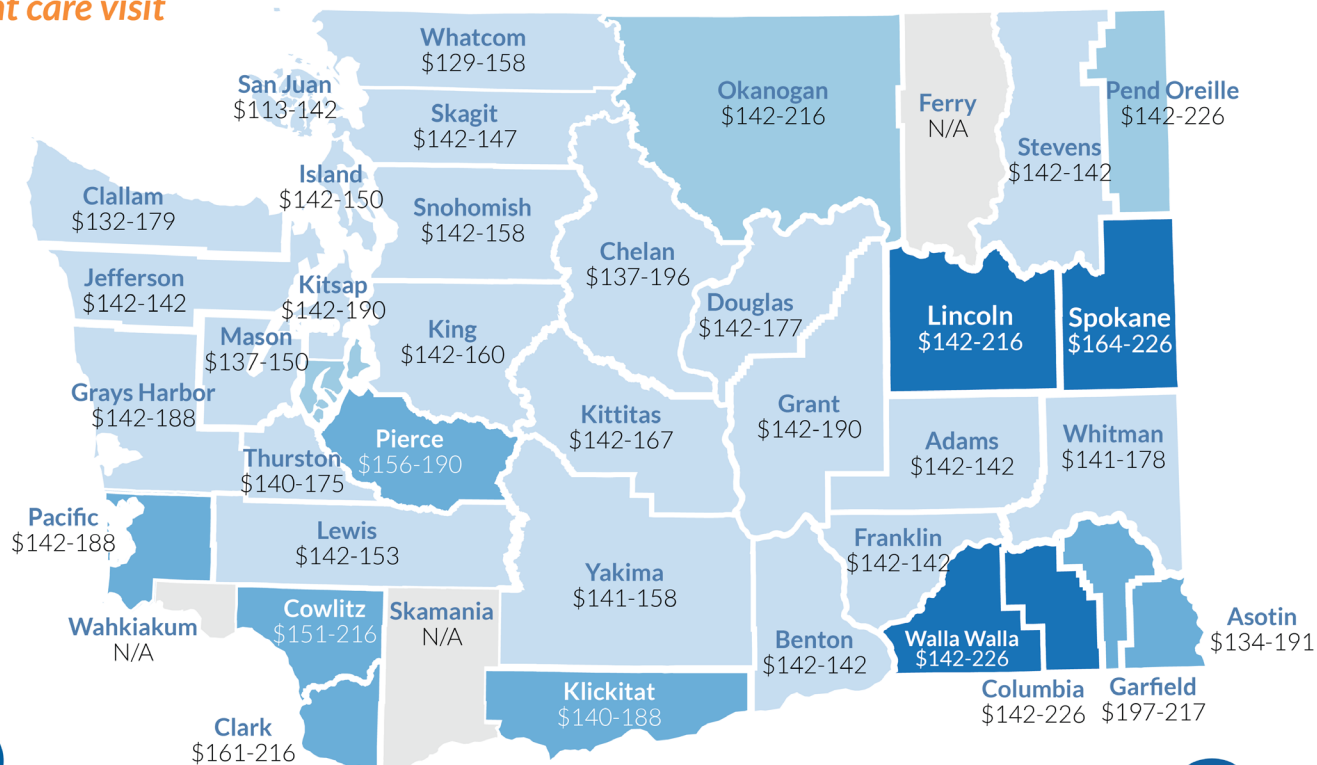 nt care visit
Whatcom
$129-158
San Juan
$113-142
Skagit
$142-147
Okanogan
$142-216
Ferry
N/A
Pend Oreille
$142-226
Stevens
$142-142
Island
$142-150
Clallam
$132-179
Snohomish
$142-158
Chelan
$137-196
Jefferson
$142-142
Kitsap
$142-190
Douglas
$142-177
Lincoln
$142-216
Spokane
$164-226
Mason
$137-150
King
$142-160
Grays Harbor
$142-188
Kittitas
$142-167
Grant
$142-190
Adams
$142-142
Whitman
$141-178
Pierce
$156-190
Thurston
$140-175
Pacific
$142-188
Lewis
$142-153
Franklin
$142-142
Yakima
$141-158
Wahkiakum
N/A
Cowlitz
$151-216
Skamania
N/A
Benton
$142-142
Walla Walla
$142-226
Asotin
$134-191
Klickitat
$140-188
Columbia
$142-226
Garfield
$197-217
Clark
$161-216